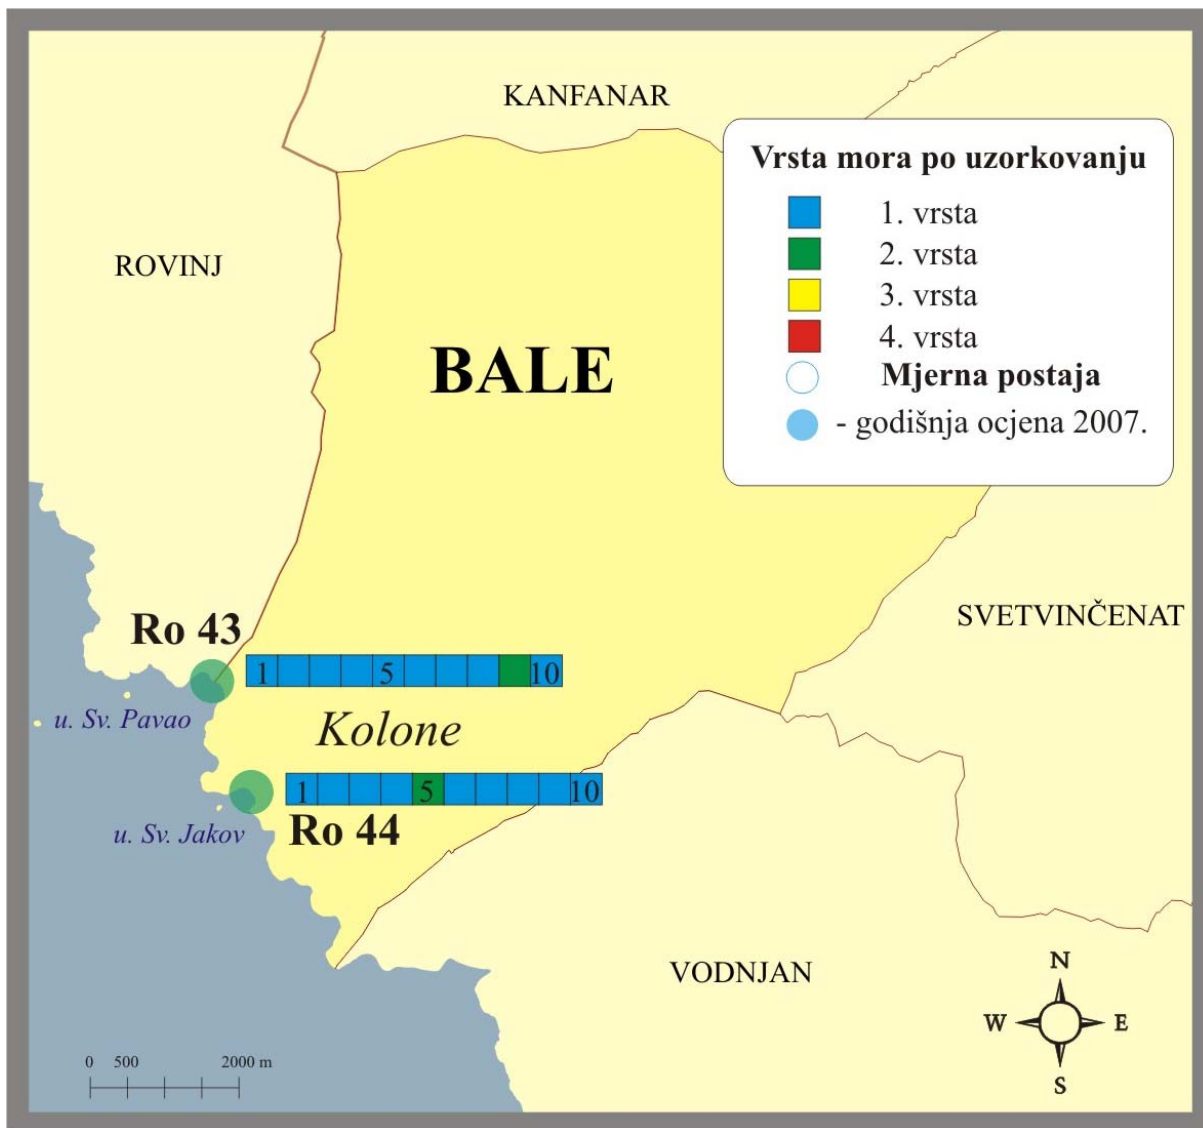 KANFANAR
Vrsta mora po uzorkovanju
1. vrsta
2. vrsta
3. vrsta
4. vrsta
Mjerna postaja
- godišnja ocjena 2007.
ROVINJ
BALE
SVETVINČENAT
Ro 43
1 5 10
u. Sv. Pavao
Kolone
1 5 10
u. Sv. Jakov
Ro 44
VODNJAN
N
W E
S
0 500 2000 m